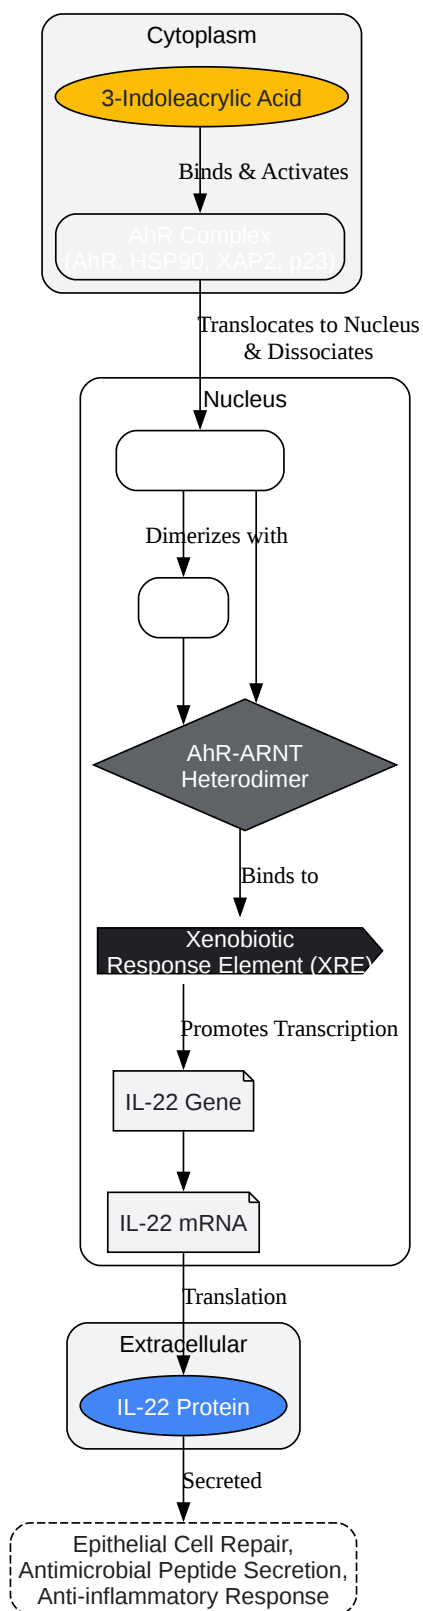 Cytoplasm
3-Indoleacrylic Acid
Binds & Activates
AhR Complex
(AhR, HSP90, XAP2, p23)
Translocates to Nucleus
& Dissociates
Nucleus
Dimerizes with
AhR-ARNT
Heterodimer
Binds to
Xenobiotic
Response Element (XRE)
Promotes Transcription
IL-22 Gene
IL-22 mRNA
Translation
Extracellular
IL-22 Protein
Secreted
Epithelial Cell Repair,
Antimicrobial Peptide Secretion,
Anti-inflammatory Response